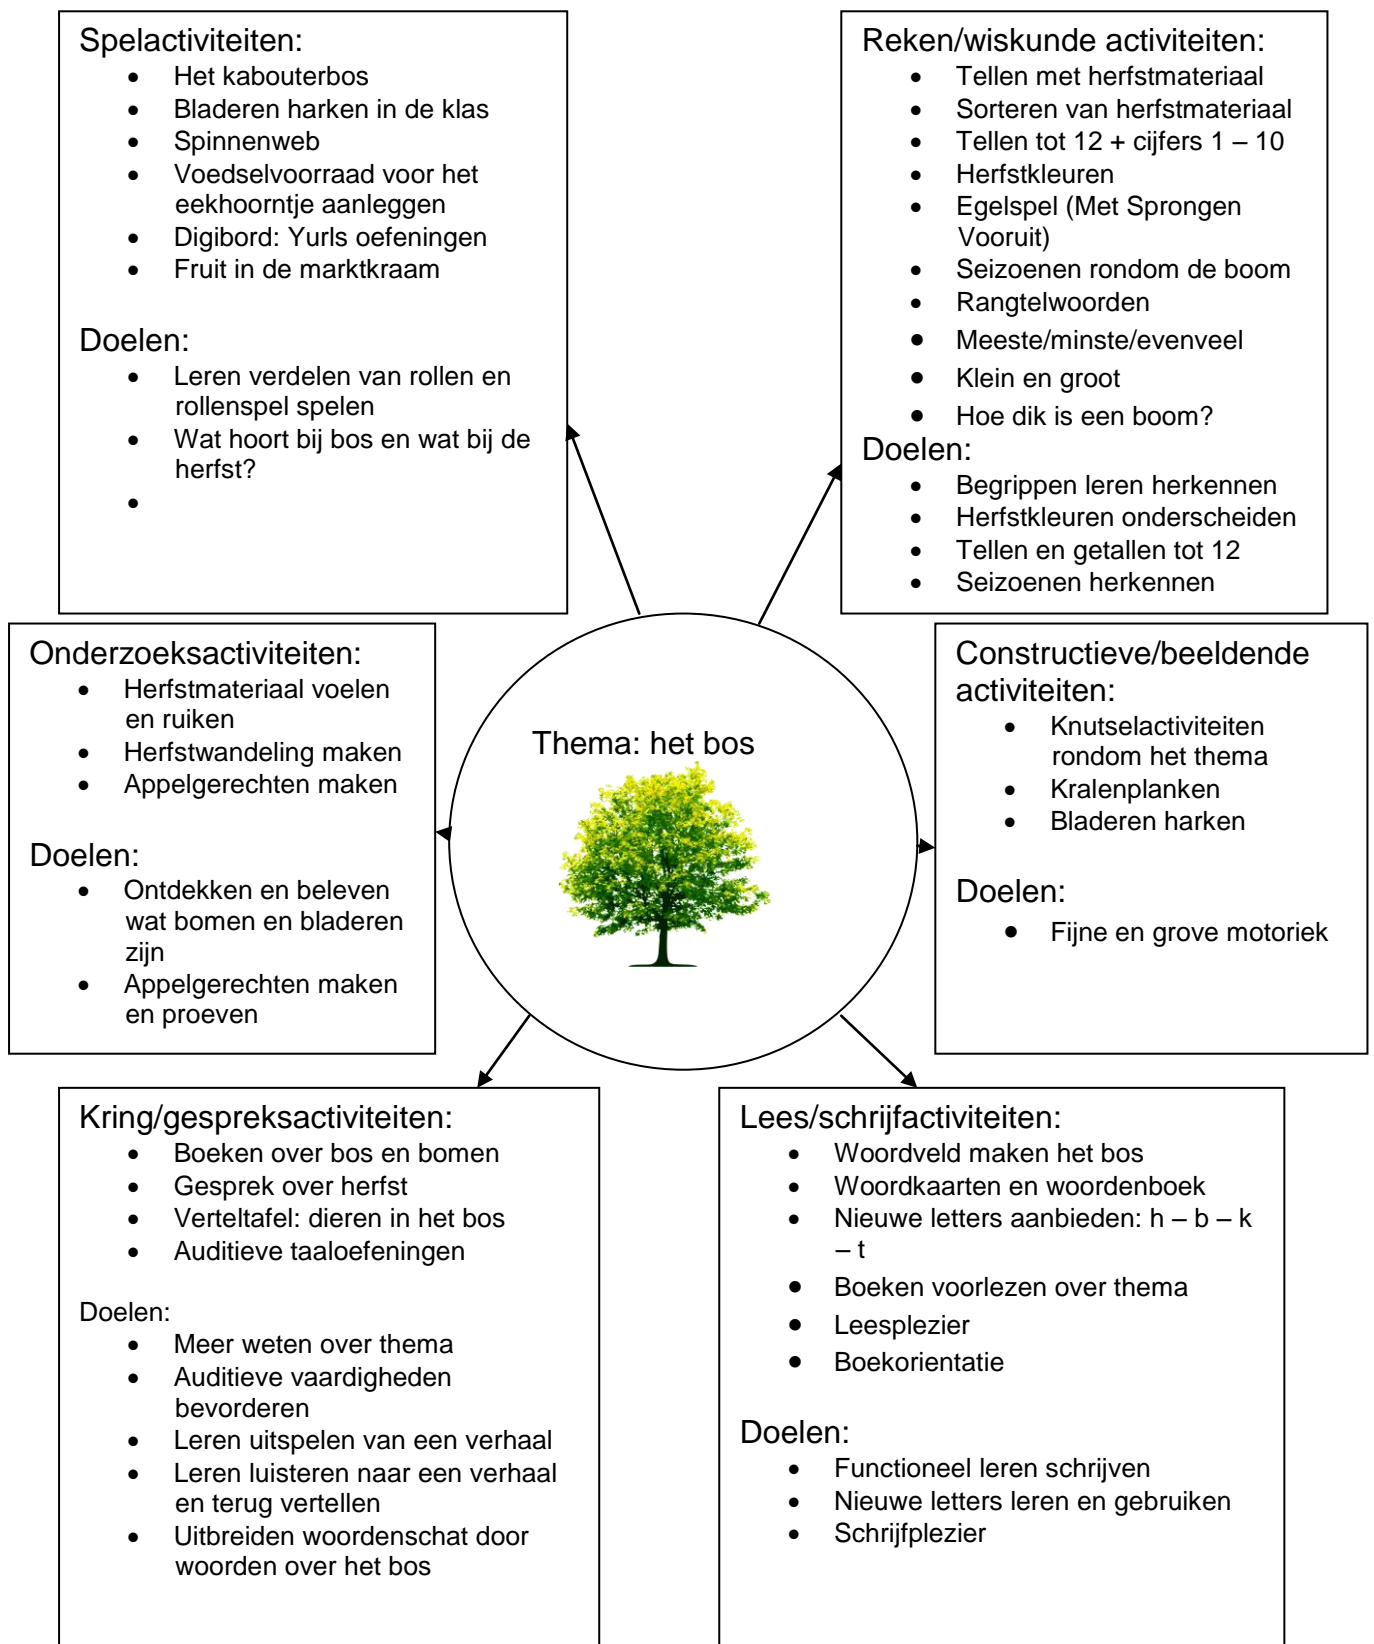 Spelactiviteiten:
• Het kabouterbos
• Bladeren harken in de klas
• Spinnenweb
• Voedselvoorraad voor het
eekhoorntje aanleggen
• Digibord: Yurls oefeningen
• Fruit in de marktkraam
Doelen:
• Leren verdelen van rollen en
rollenspel spelen
• Wat hoort bij bos en wat bij de
herfst?
•
Reken/wiskunde activiteiten:
• Tellen met herfstmateriaal
• Sorteren van herfstmateriaal
• Tellen tot 12 + cijfers 1 – 10
• Herfstkleuren
• Egelspel (Met Sprongen
Vooruit)
• Seizoenen rondom de boom
• Rangtelwoorden
• Meeste/minste/evenveel
• Klein en groot
• Hoe dik is een boom?
Doelen:
• Begrippen leren herkennen
• Herfstkleuren onderscheiden
• Tellen en getallen tot 12
• Seizoenen herkennen
Onderzoeksactiviteiten:
• Herfstmateriaal voelen
en ruiken
• Herfstwandeling maken
• Appelgerechten maken
Doelen:
• Ontdekken en beleven
wat bomen en bladeren
zijn
• Appelgerechten maken
en proeven
Thema: het bos
Constructieve/beeldende
activiteiten:
• Knutselactiviteiten
rondom het thema
• Kralenplanken
• Bladeren harken
Doelen:
• Fijne en grove motoriek
Kring/gespreksactiviteiten:
• Boeken over bos en bomen
• Gesprek over herfst
• Verteltafel: dieren in het bos
• Auditieve taaloefeningen
Doelen:
• Meer weten over thema
• Auditieve vaardigheden
bevorderen
• Leren uitspelen van een verhaal
• Leren luisteren naar een verhaal
en terug vertellen
• Uitbreiden woordenschat door
woorden over het bos
Lees/schrijfactiviteiten:
• Woordveld maken het bos
• Woordkaarten en woordenboek
• Nieuwe letters aanbieden: h – b – k
– t
• Boeken voorlezen over thema
• Leesplezier
• Boekorientatie
Doelen:
• Functioneel leren schrijven
• Nieuwe letters leren en gebruiken
• Schrijfplezier